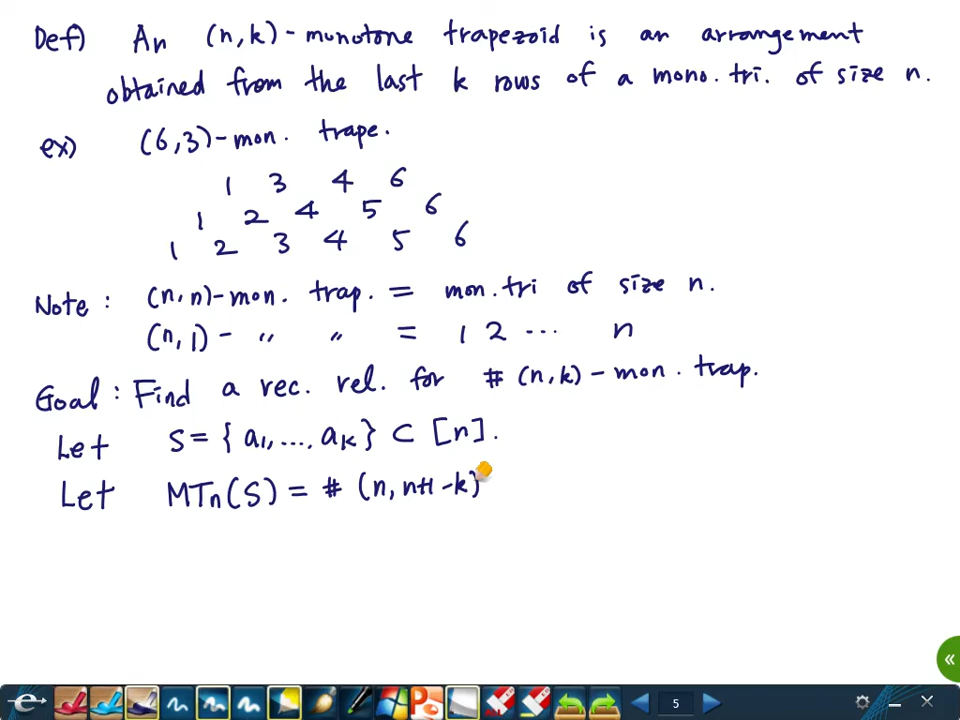 Def) An (n,k)-monotone trapezoid is an arrangement
obtained from the last k rows of a mono.tri. of size n.
ex) (6,3)-mon. trape.
1 3 4 6
1 2 4 5 6
1 2 3 4 5 6
Note: (n,n)-mon. trap. = mon.tri of size n.
(n,1)- " " = 1 2 ... n
Goal: Find a rec. rel. for # (n,k)-mon. trap.
Let S={a1,...,ak} ⊂ [n].
Let MTn(S) = # (n,n+1-k)
5